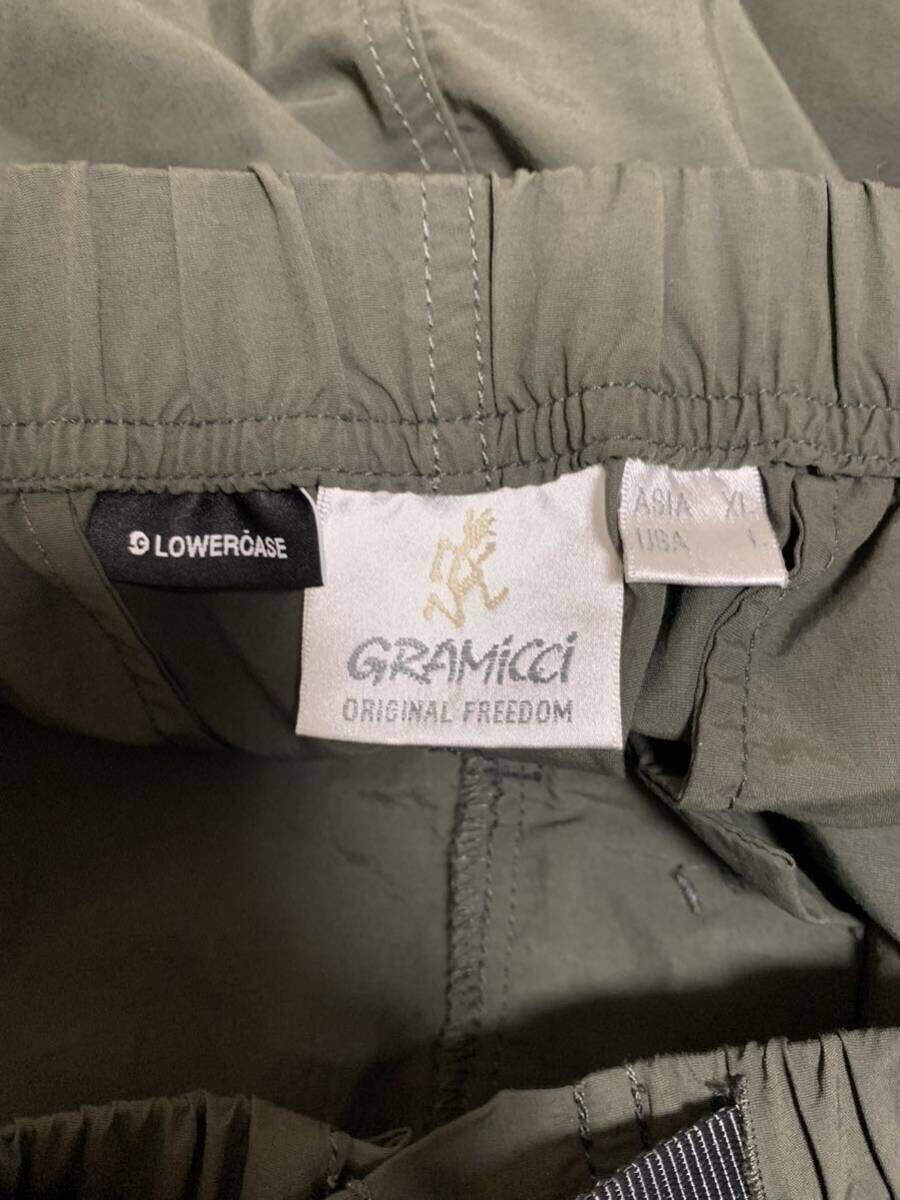 LOWERCASE
GRAMiCCi
ORIGINAL FREEDOM
ASIA XL
USA L